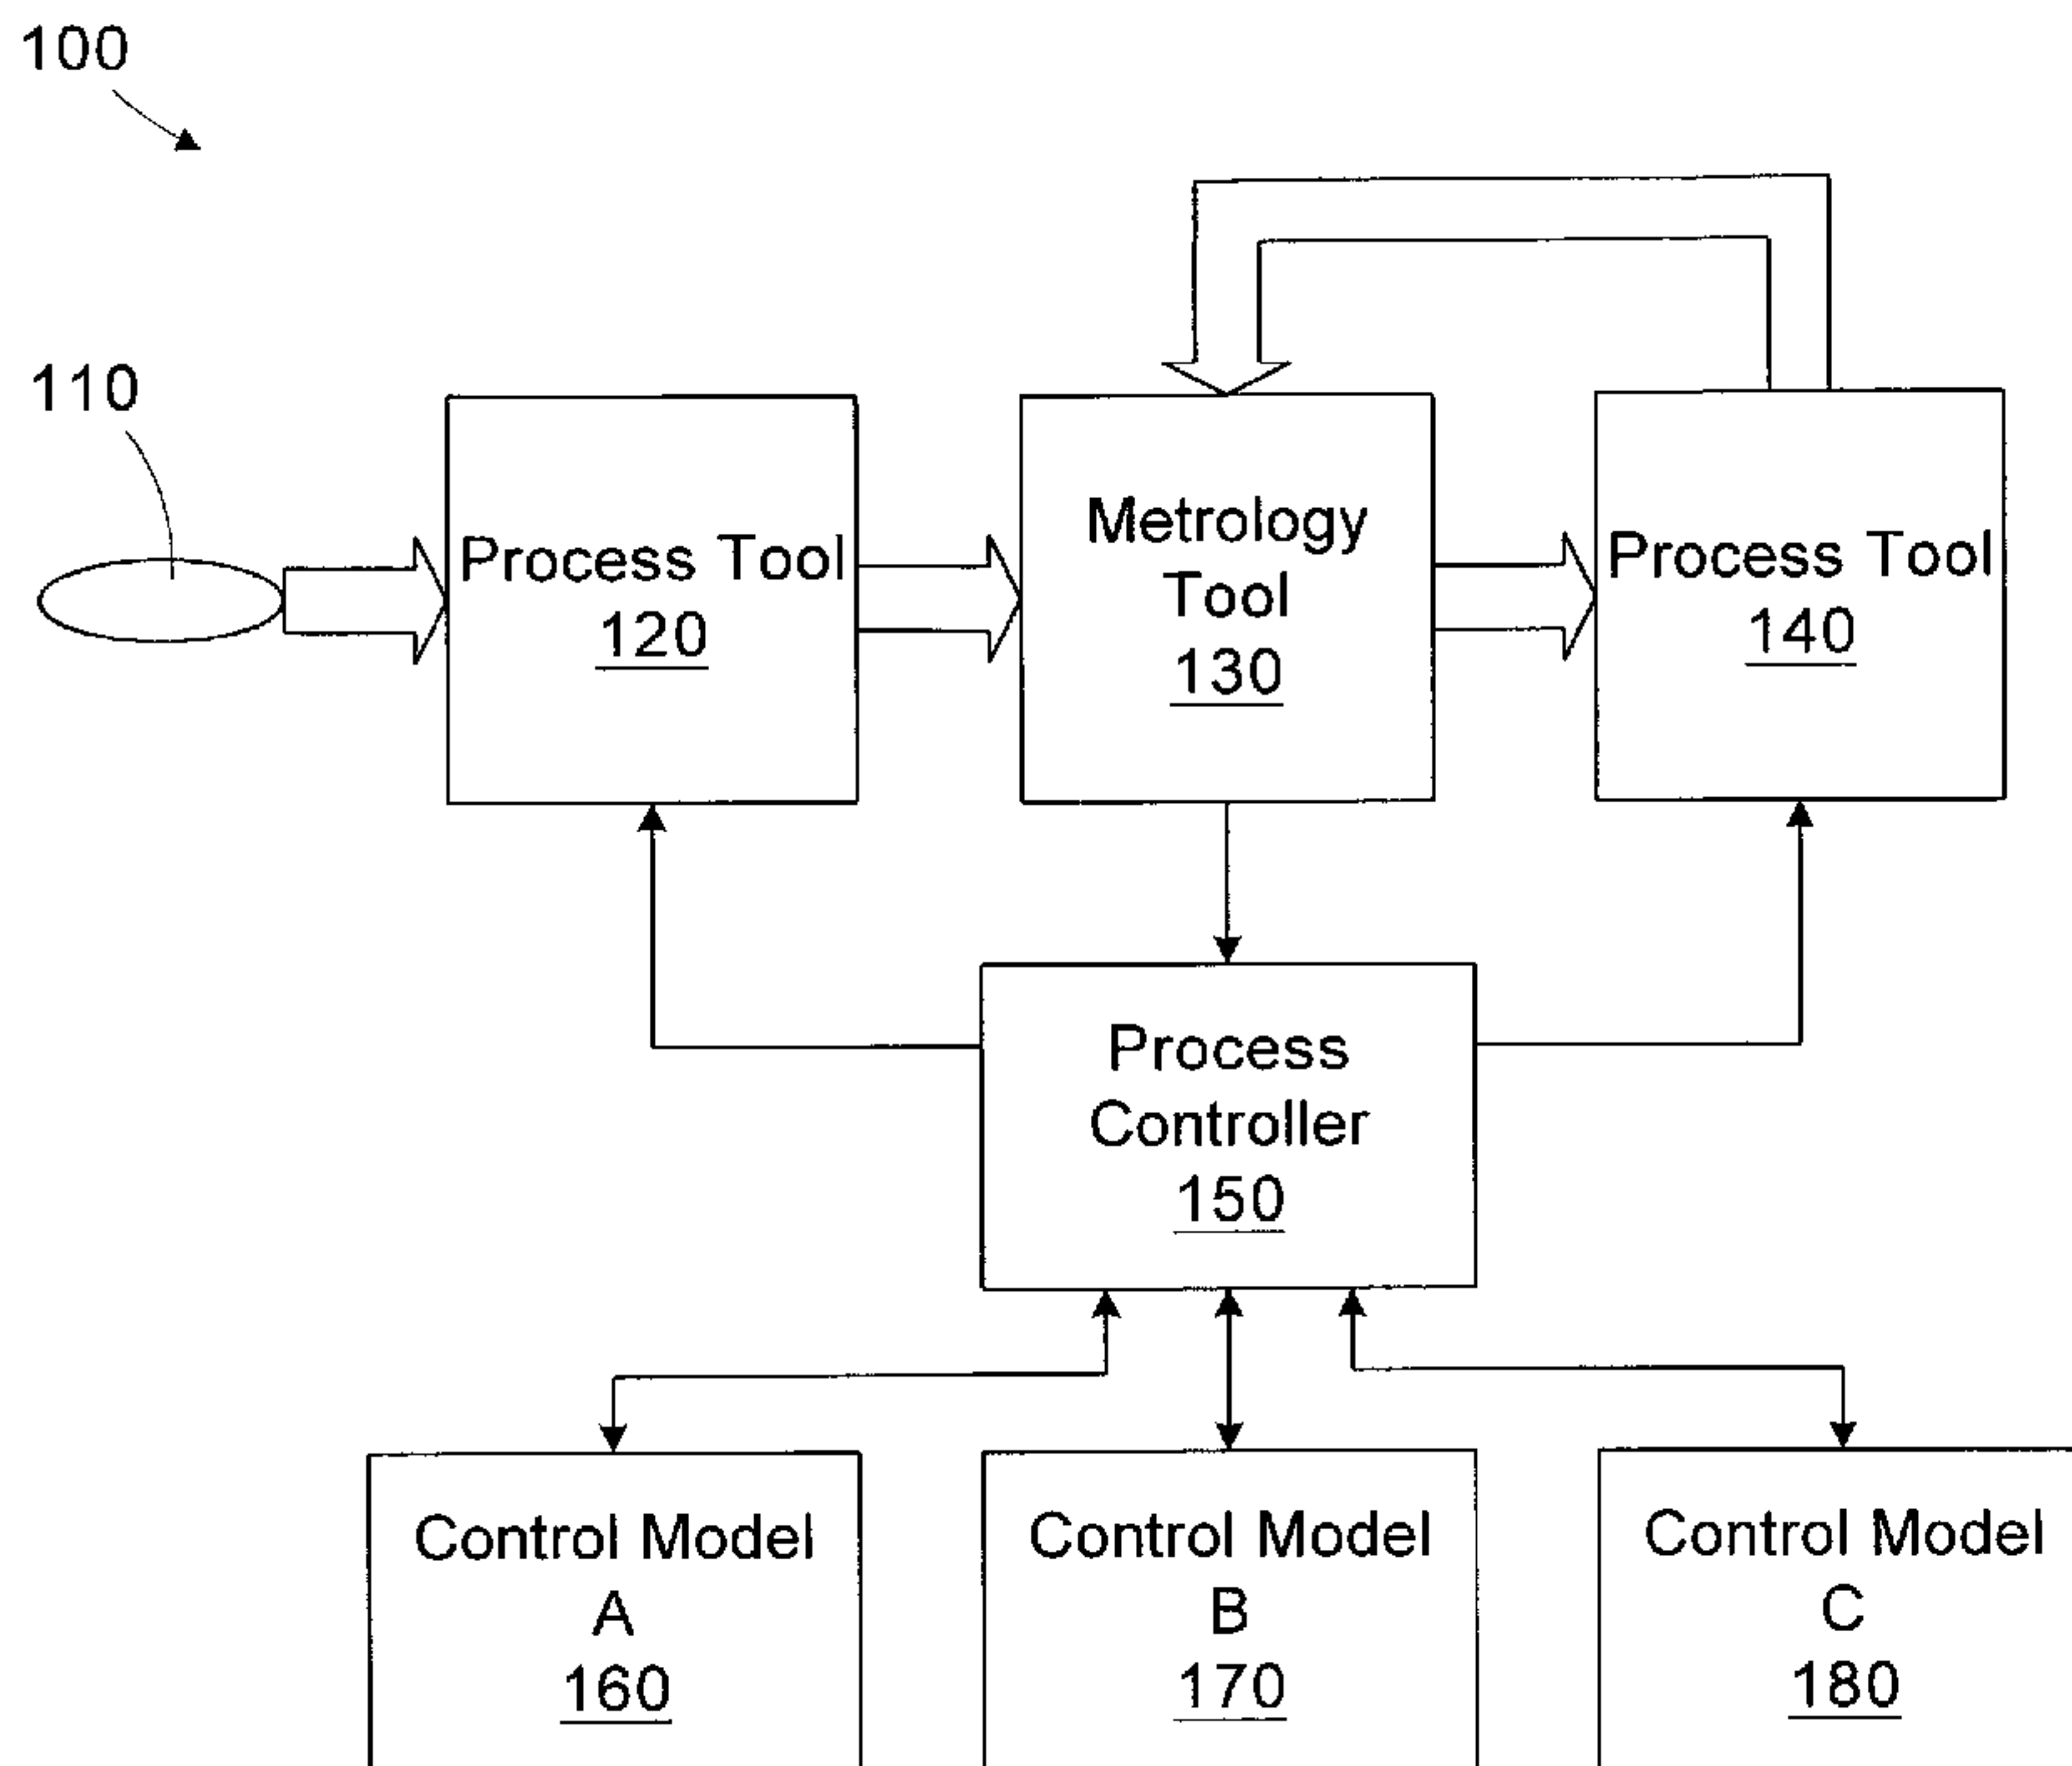 100
110
Process Tool
120
Metrology
Tool
130
Process Tool
140
Process
Controller
150
Control Model
A
160
Control Model
B
170
Control Model
C
180